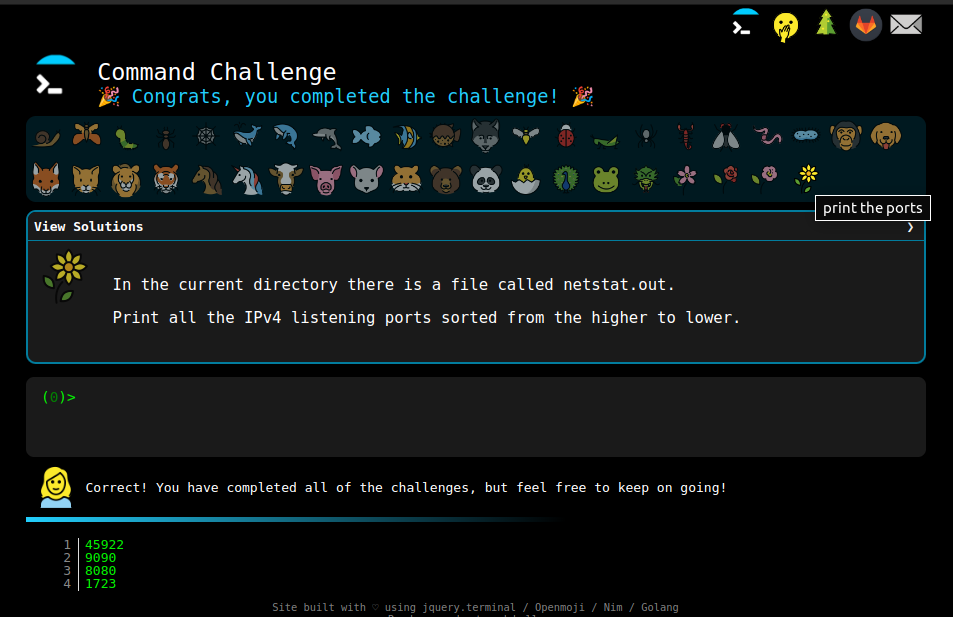 Command Challenge
🎉 Congrats, you completed the challenge! 🎉
print the ports
View Solutions ❯
In the current directory there is a file called netstat.out.
Print all the IPv4 listening ports sorted from the higher to lower.
(0)>
Correct! You have completed all of the challenges, but feel free to keep on going!
1 45922
2 9090
3 8080
4 1723
Site built with ♡ using jquery.terminal / Openmoji / Nim / Golang